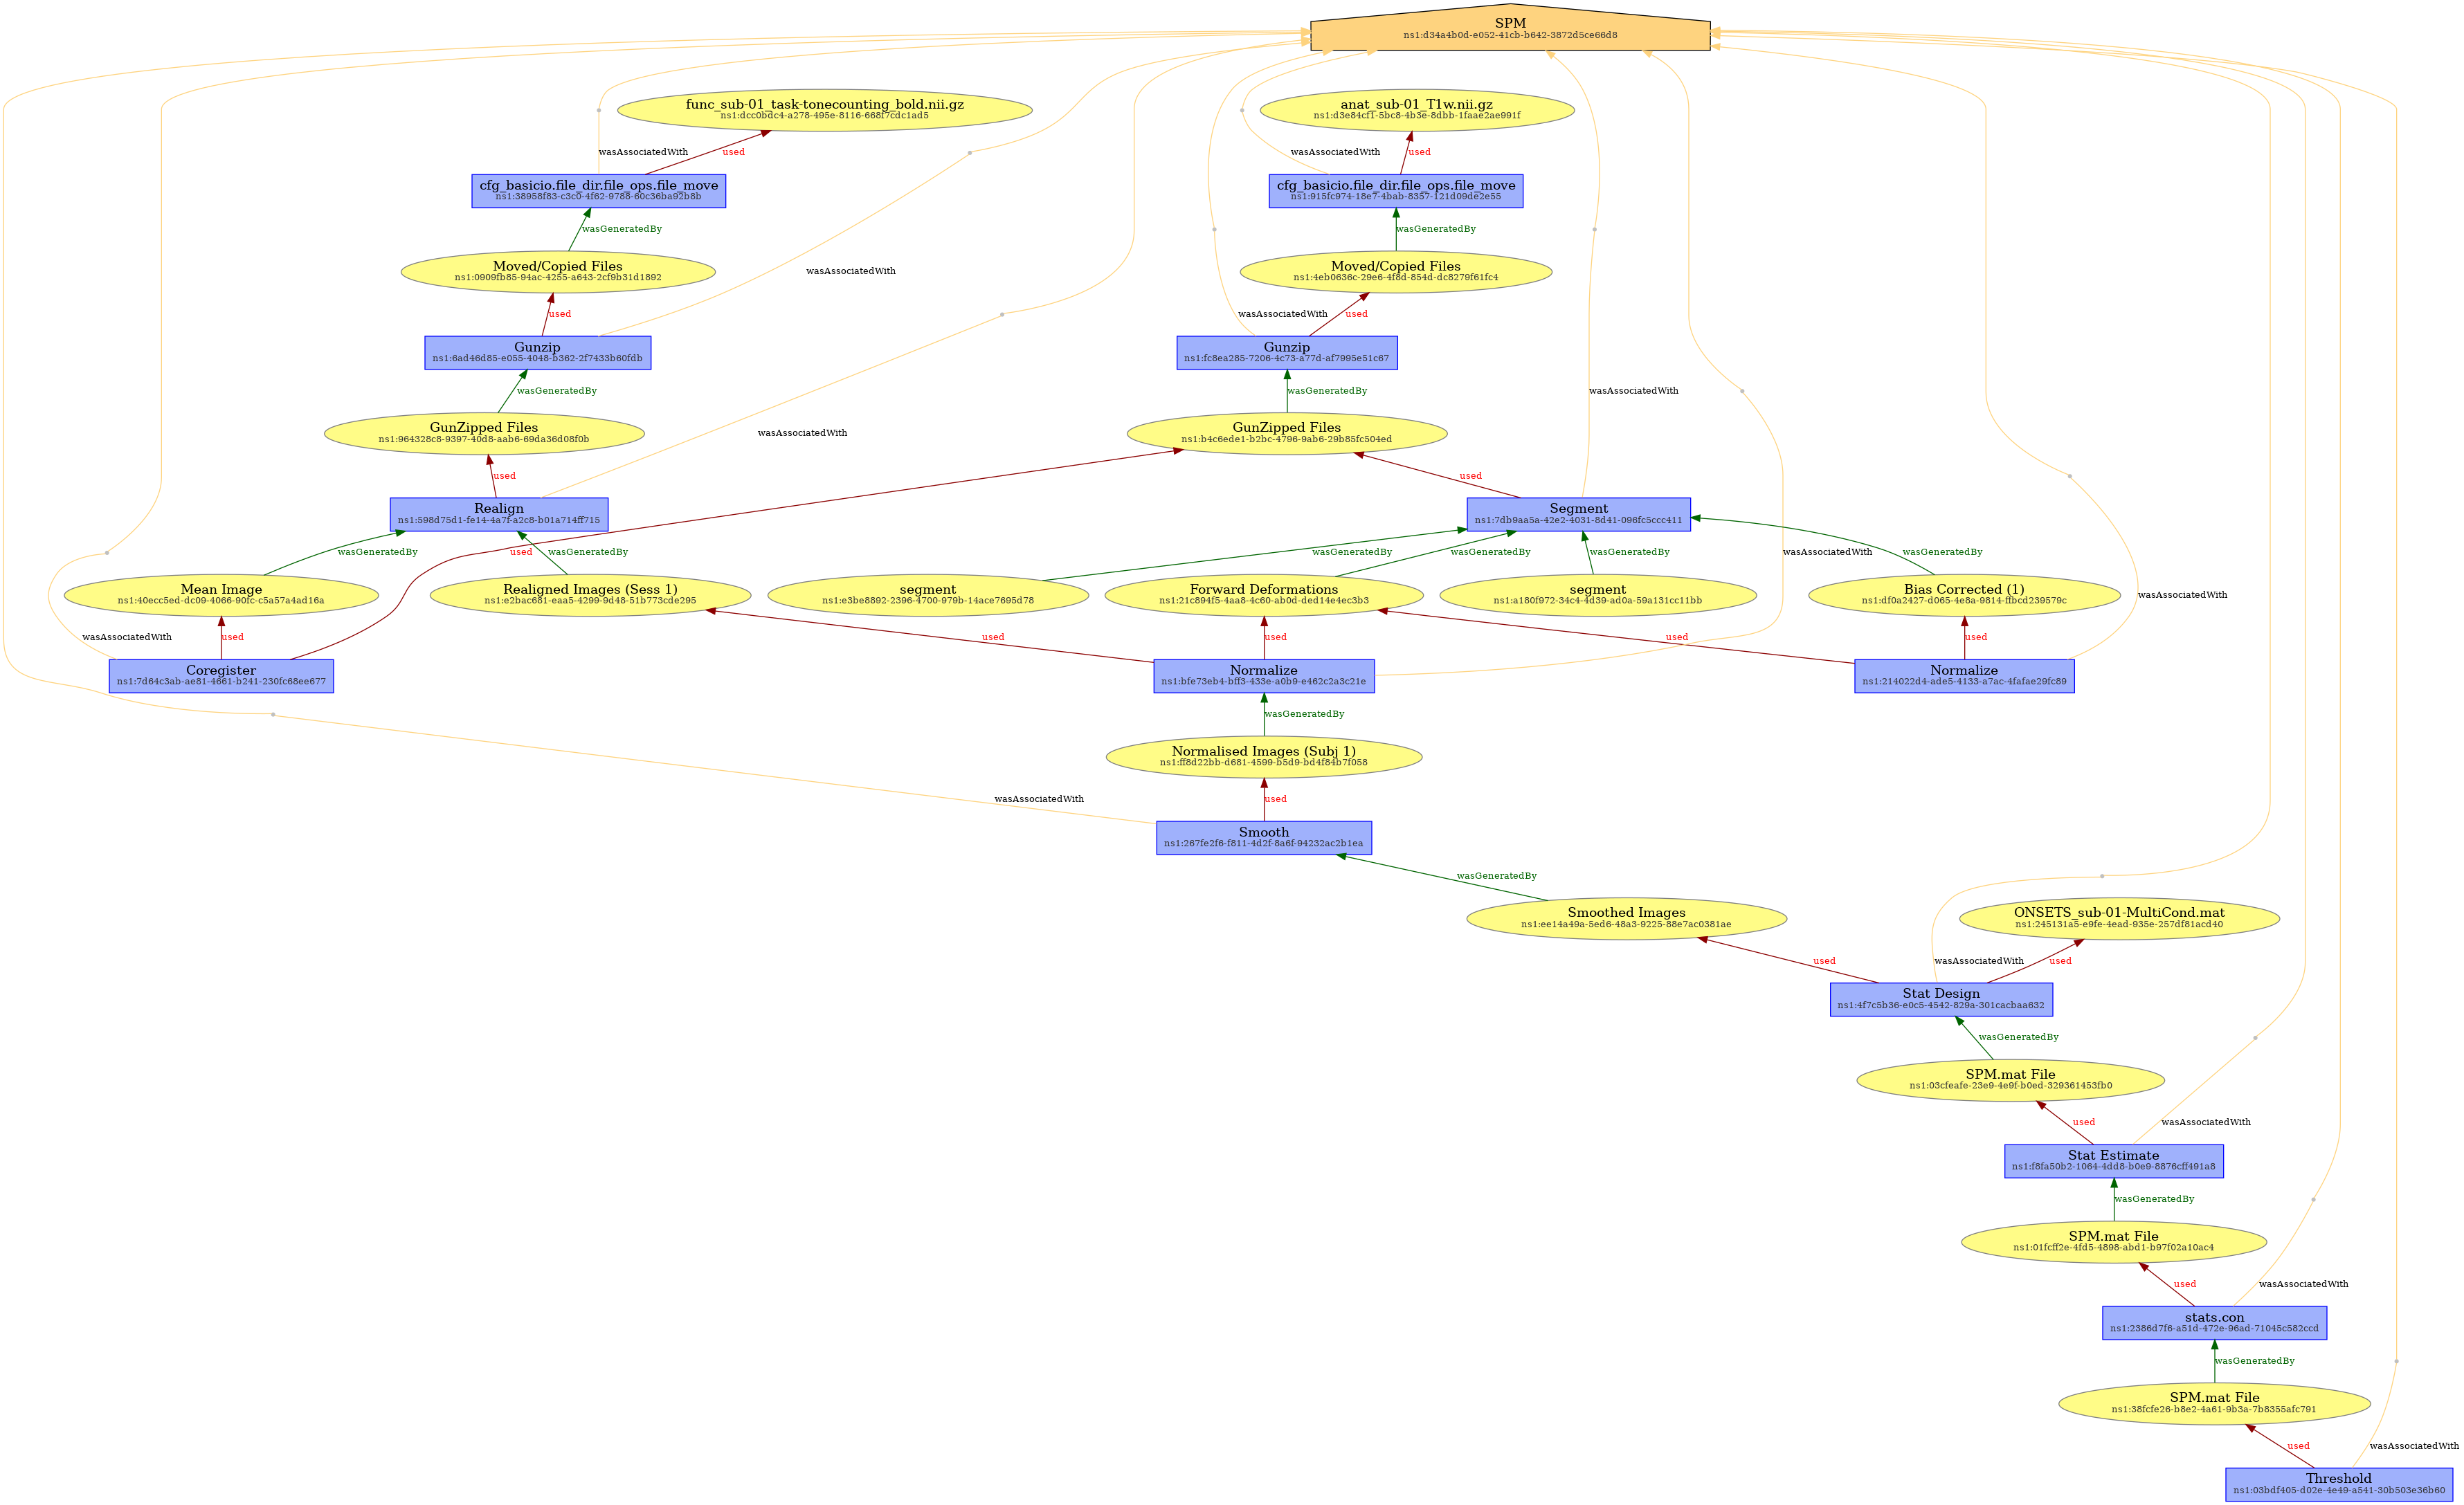 SPM
ns1:d34a4b0d-e052-41cb-b642-3872d5ce66d8
func_sub-01_task-tonecounting_bold.nii.gz
ns1:dcc0bdc4-a278-495e-8116-668f7cdc1ad5
anat_sub-01_T1w.nii.gz
ns1:d3e84cf1-5bc8-4b3e-8dbb-1faae2ae991f
wasAssociatedWith
used
wasAssociatedWith
used
cfg_basicio.file_dir.file_ops.file_move
ns1:38958f83-c3c0-4f62-9788-60c36ba92b8b
cfg_basicio.file_dir.file_ops.file_move
ns1:915fc974-18e7-4bab-8357-121d09de2e55
wasGeneratedBy
wasGeneratedBy
Moved/Copied Files
ns1:0909fb85-94ac-4255-a643-2cf9b31d1892
wasAssociatedWith
Moved/Copied Files
ns1:4eb0636c-29e6-4f8d-854d-dc8279f61fc4
used
wasAssociatedWith
used
Gunzip
ns1:6ad46d85-e055-4048-b362-2f7433b60fdb
Gunzip
ns1:fc8ea285-7206-4c73-a77d-af7995e51c67
wasGeneratedBy
wasGeneratedBy
wasAssociatedWith
GunZipped Files
ns1:964328c8-9397-40d8-aab6-69da36d08f0b
wasAssociatedWith
GunZipped Files
ns1:b4c6ede1-b2bc-4796-9ab6-29b85fc504ed
used
used
Realign
ns1:598d75d1-fe14-4a7f-a2c8-b01a714ff715
Segment
ns1:7db9aa5a-42e2-4031-8d41-096fc5ccc411
wasGeneratedBy
used
wasGeneratedBy
wasGeneratedBy
wasGeneratedBy
wasGeneratedBy
wasAssociatedWith
wasGeneratedBy
Mean Image
ns1:40ecc5ed-dc09-4066-90fc-c5a57a4ad16a
Realigned Images (Sess 1)
ns1:e2bac681-eaa5-4299-9d48-51b773cde295
segment
ns1:e3be8892-2396-4700-979b-14ace7695d78
Forward Deformations
ns1:21c894f5-4aa8-4c60-ab0d-ded14e4ec3b3
segment
ns1:a180f972-34c4-4d39-ad0a-59a131cc11bb
Bias Corrected (1)
ns1:df0a2427-d065-4e8a-9814-ffbcd239579c
wasAssociatedWith
wasAssociatedWith
used
used
used
used
used
Coregister
ns1:7d64c3ab-ae81-4661-b241-230fc68ee677
Normalize
ns1:bfe73eb4-bff3-433e-a0b9-e462c2a3c21e
Normalize
ns1:214022d4-ade5-4133-a7ac-4fafae29fc89
wasGeneratedBy
Normalised Images (Subj 1)
ns1:ff8d22bb-d681-4599-b5d9-bd4f84b7f058
wasAssociatedWith
used
Smooth
ns1:267fe2f6-f811-4d2f-8a6f-94232ac2b1ea
wasGeneratedBy
Smoothed Images
ns1:ee14a49a-5ed6-48a3-9225-88e7ac0381ae
ONSETS_sub-01-MultiCond.mat
ns1:245131a5-e9fe-4ead-935e-257df81acd40
used
wasAssociatedWith
used
Stat Design
ns1:4f7c5b36-e0c5-4542-829a-301cacbaa632
wasGeneratedBy
SPM.mat File
ns1:03cfeafe-23e9-4e9f-b0ed-329361453fb0
used
wasAssociatedWith
Stat Estimate
ns1:f8fa50b2-1064-4dd8-b0e9-8876cff491a8
wasGeneratedBy
SPM.mat File
ns1:01fcff2e-4fd5-4898-abd1-b97f02a10ac4
used
wasAssociatedWith
stats.con
ns1:2386d7f6-a51d-472e-96ad-71045c582ccd
wasGeneratedBy
SPM.mat File
ns1:38fcfe26-b8e2-4a61-9b3a-7b8355afc791
used
wasAssociatedWith
Threshold
ns1:03bdf405-d02e-4e49-a541-30b503e36b60